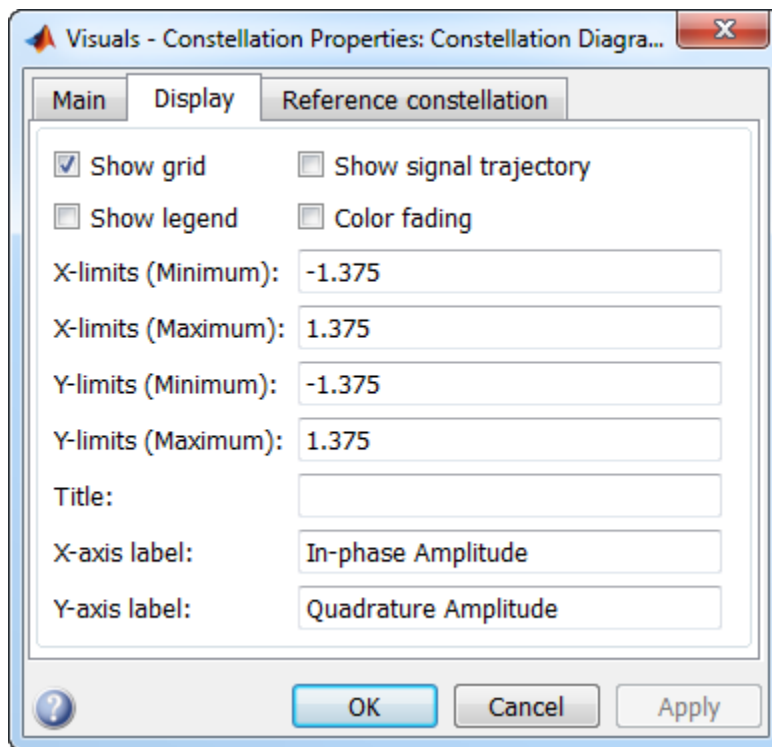 Visuals - Constellation Properties: Constellation Diagra...
Main Display Reference constellation
Show grid Show signal trajectory
Show legend Color fading
X-limits (Minimum): -1.375
X-limits (Maximum): 1.375
Y-limits (Minimum): -1.375
Y-limits (Maximum): 1.375
Title:
X-axis label: In-phase Amplitude
Y-axis label: Quadrature Amplitude
? OK Cancel Apply